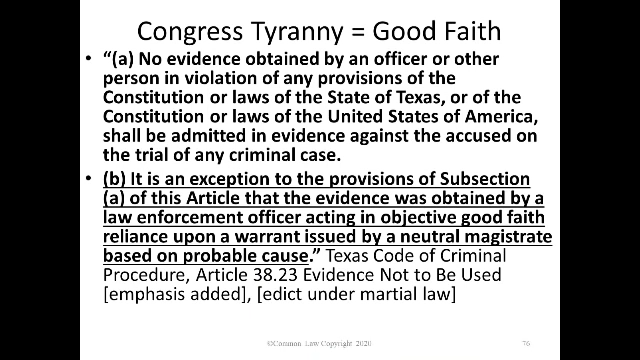 Congress Tyranny = Good Faith
• “(a) No evidence obtained by an officer or other
person in violation of any provisions of the
Constitution or laws of the State of Texas, or of the
Constitution or laws of the United States of America,
shall be admitted in evidence against the accused on
the trial of any criminal case.
• (b) It is an exception to the provisions of Subsection
(a) of this Article that the evidence was obtained by a
law enforcement officer acting in objective good faith
reliance upon a warrant issued by a neutral magistrate
based on probable cause.” Texas Code of Criminal
Procedure, Article 38.23 Evidence Not to Be Used
[emphasis added], [edict under martial law]
©Common Law Copyright 2020
76